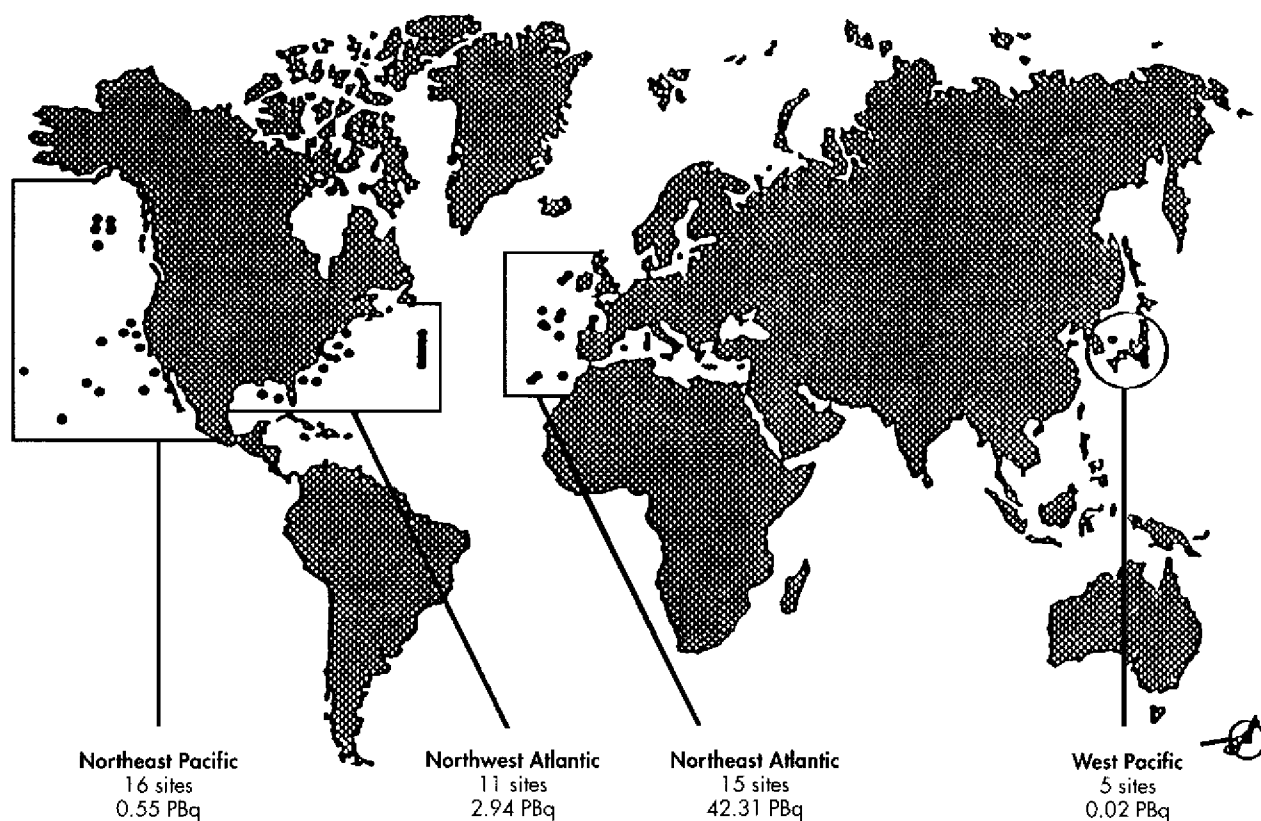 Northeast Pacific
16 sites
0.55 PBq
Northwest Atlantic
11 sites
2.94 PBq
Northeast Atlantic
15 sites
42.31 PBq
West Pacific
5 sites
0.02 PBq